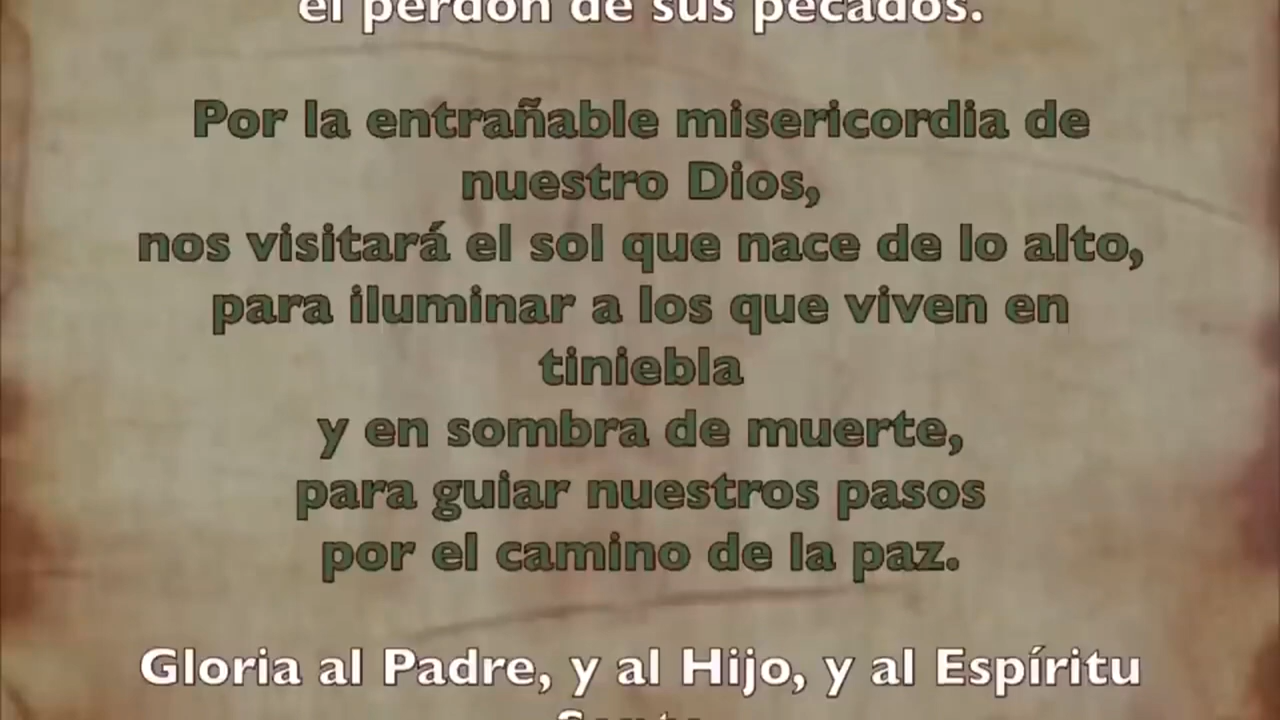 el perdón de sus pecados.
Por la entrañable misericordia de
nuestro Dios,
nos visitará el sol que nace de lo alto,
para iluminar a los que viven en
tiniebla
y en sombra de muerte,
para guiar nuestros pasos
por el camino de la paz.
Gloria al Padre, y al Hijo, y al Espíritu